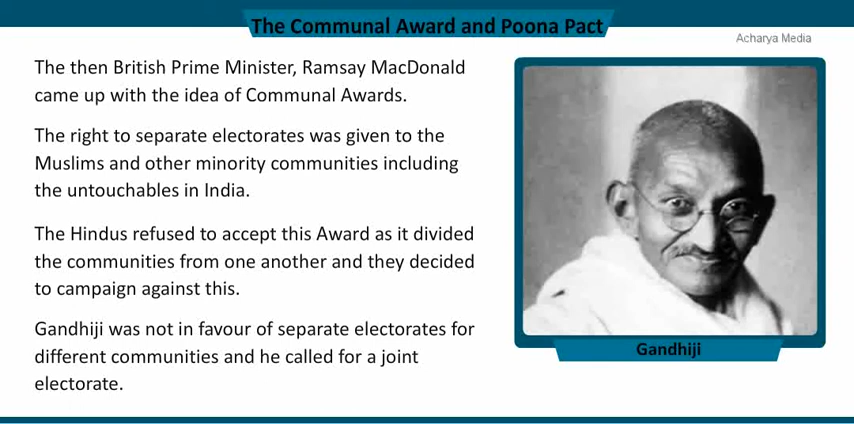 The Communal Award and Poona Pact
Acharya Media
The then British Prime Minister, Ramsay MacDonald
came up with the idea of Communal Awards.
The right to separate electorates was given to the
Muslims and other minority communities including
the untouchables in India.
The Hindus refused to accept this Award as it divided
the communities from one another and they decided
to campaign against this.
Gandhiji was not in favour of separate electorates for
different communities and he called for a joint
electorate.
Gandhiji